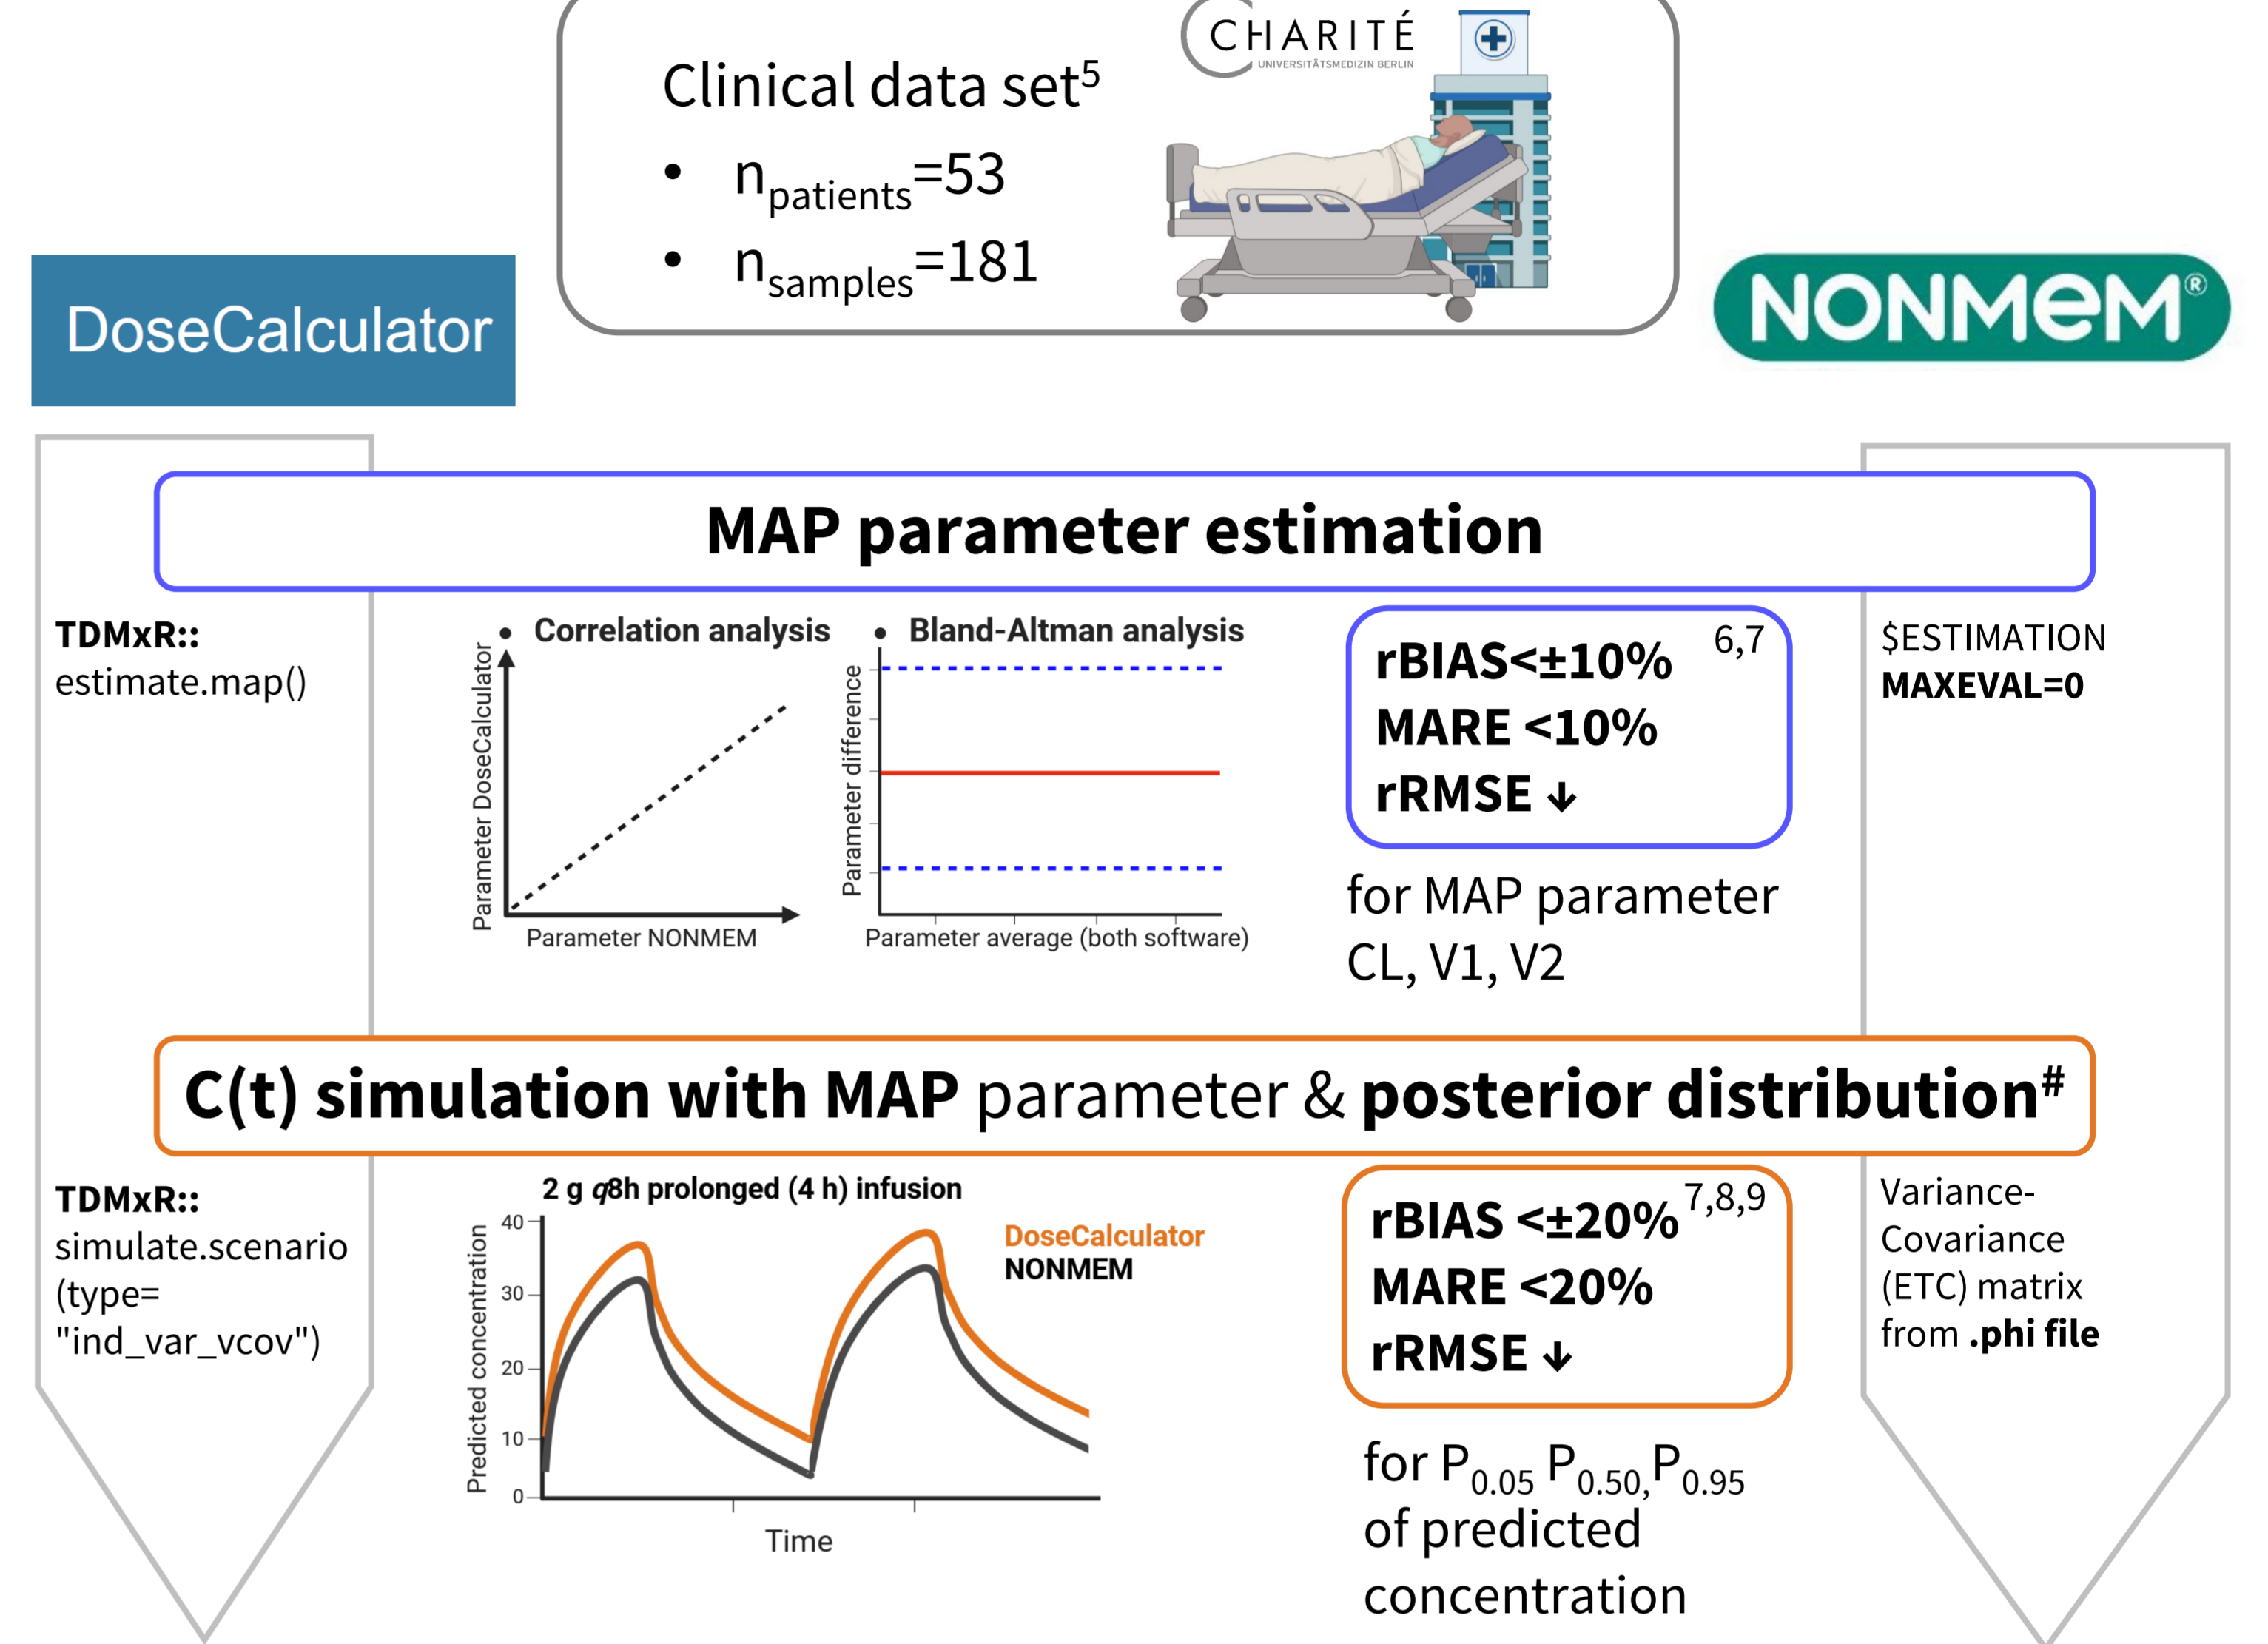 CHARITÉ
UNIVERSITÄTSMEDIZIN BERLIN
Clinical data set5
• npatients=53
• nsamples=181
DoseCalculator
NONMeM®
MAP parameter estimation
TDMxR::
estimate.map()
• Correlation analysis
Parameter DoseCalculator
Parameter NONMEM
• Bland-Altman analysis
Parameter difference
Parameter average (both software)
rBIAS<±10% 6,7
MARE <10%
rRMSE ↓
for MAP parameter
CL, V1, V2
$ESTIMATION
MAXEVAL=0
C(t) simulation with MAP parameter & posterior distribution#
TDMxR::
simulate.scenario
(type=
"ind_var_vcov")
2 g q8h prolonged (4 h) infusion
Predicted concentration
40
30
20
10
0
Time
DoseCalculator
NONMEM
rBIAS <±20% 7,8,9
MARE <20%
rRMSE ↓
for P0.05 P0.50, P0.95
of predicted
concentration
Variance-
Covariance
(ETC) matrix
from .phi file